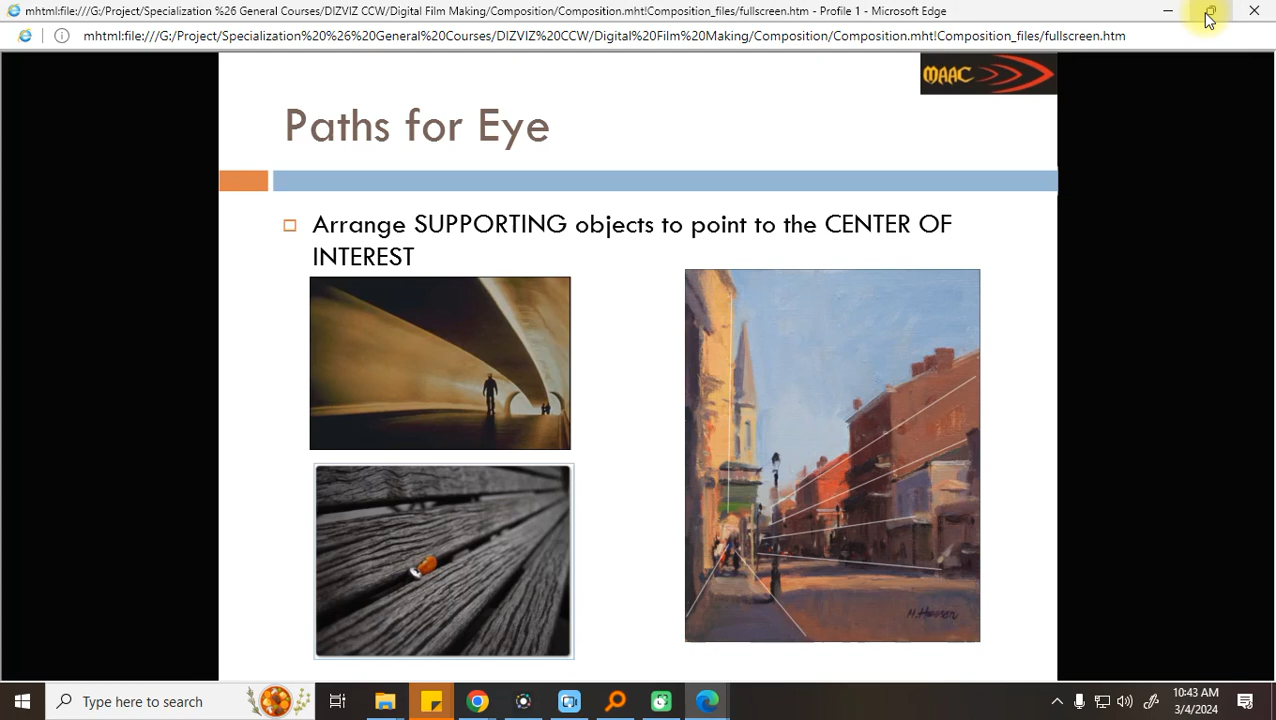 mhtml:file:///G:/Project/Specialization %26 General Courses/DIZVIZ CCW/Digital Film Making/Composition/Composition.mht!Composition_files/fullscreen.htm - Profile 1 - Microsoft Edge
mhtml:file:///G:/Project/Specialization%20%26%20General%20Courses/DIZVIZ%20CCW/Digital%20Film%20Making/Composition/Composition.mht!Composition_files/fullscreen.htm
MAAC
Paths for Eye
Arrange SUPPORTING objects to point to the CENTER OF
INTEREST
Type here to search
10:43 AM
3/4/2024